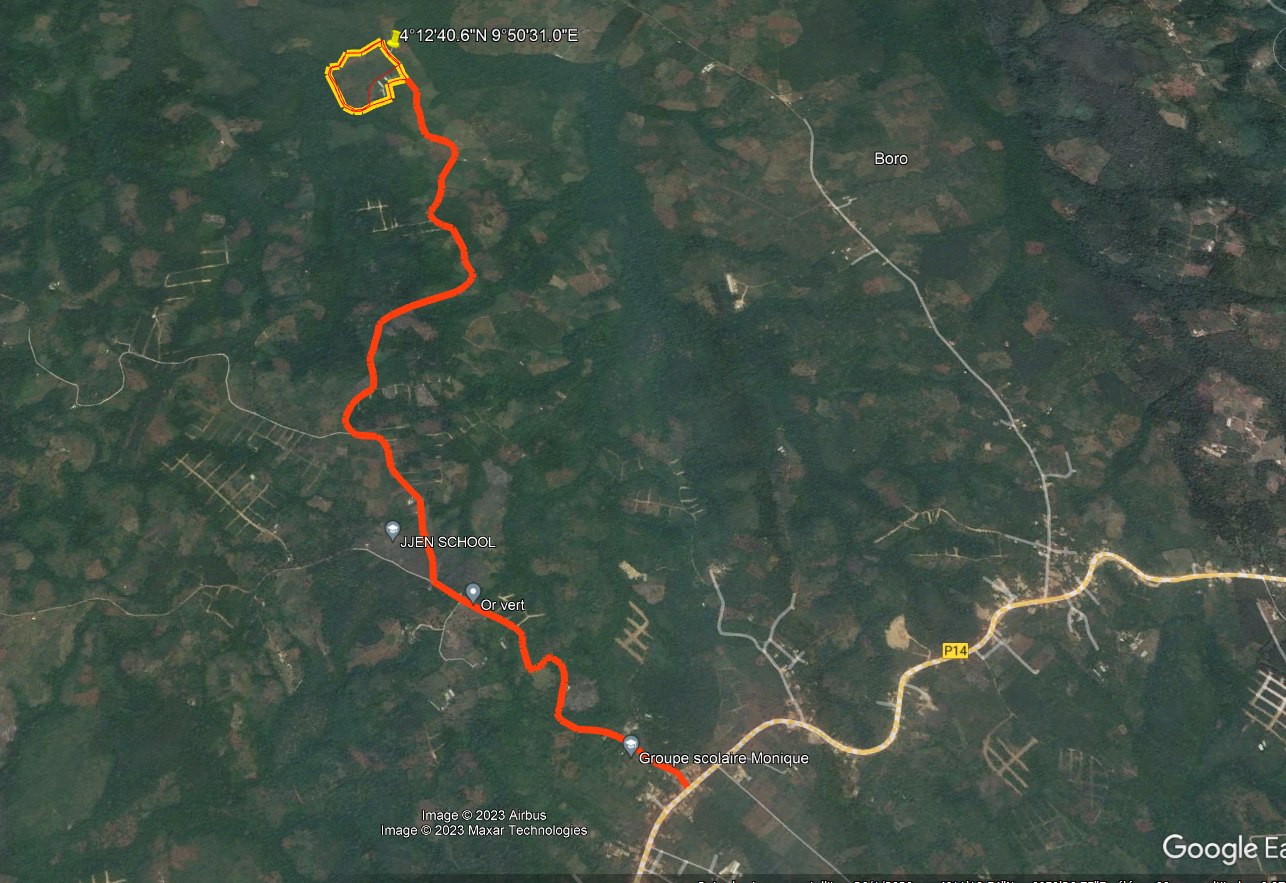 4°12'40.6"N 9°50'31.0"E
Boro
JJEN SCHOOL
Or vert
P14
Groupe scolaire Monique
Image © 2023 Airbus
Image © 2023 Maxar Technologies
Google Ea